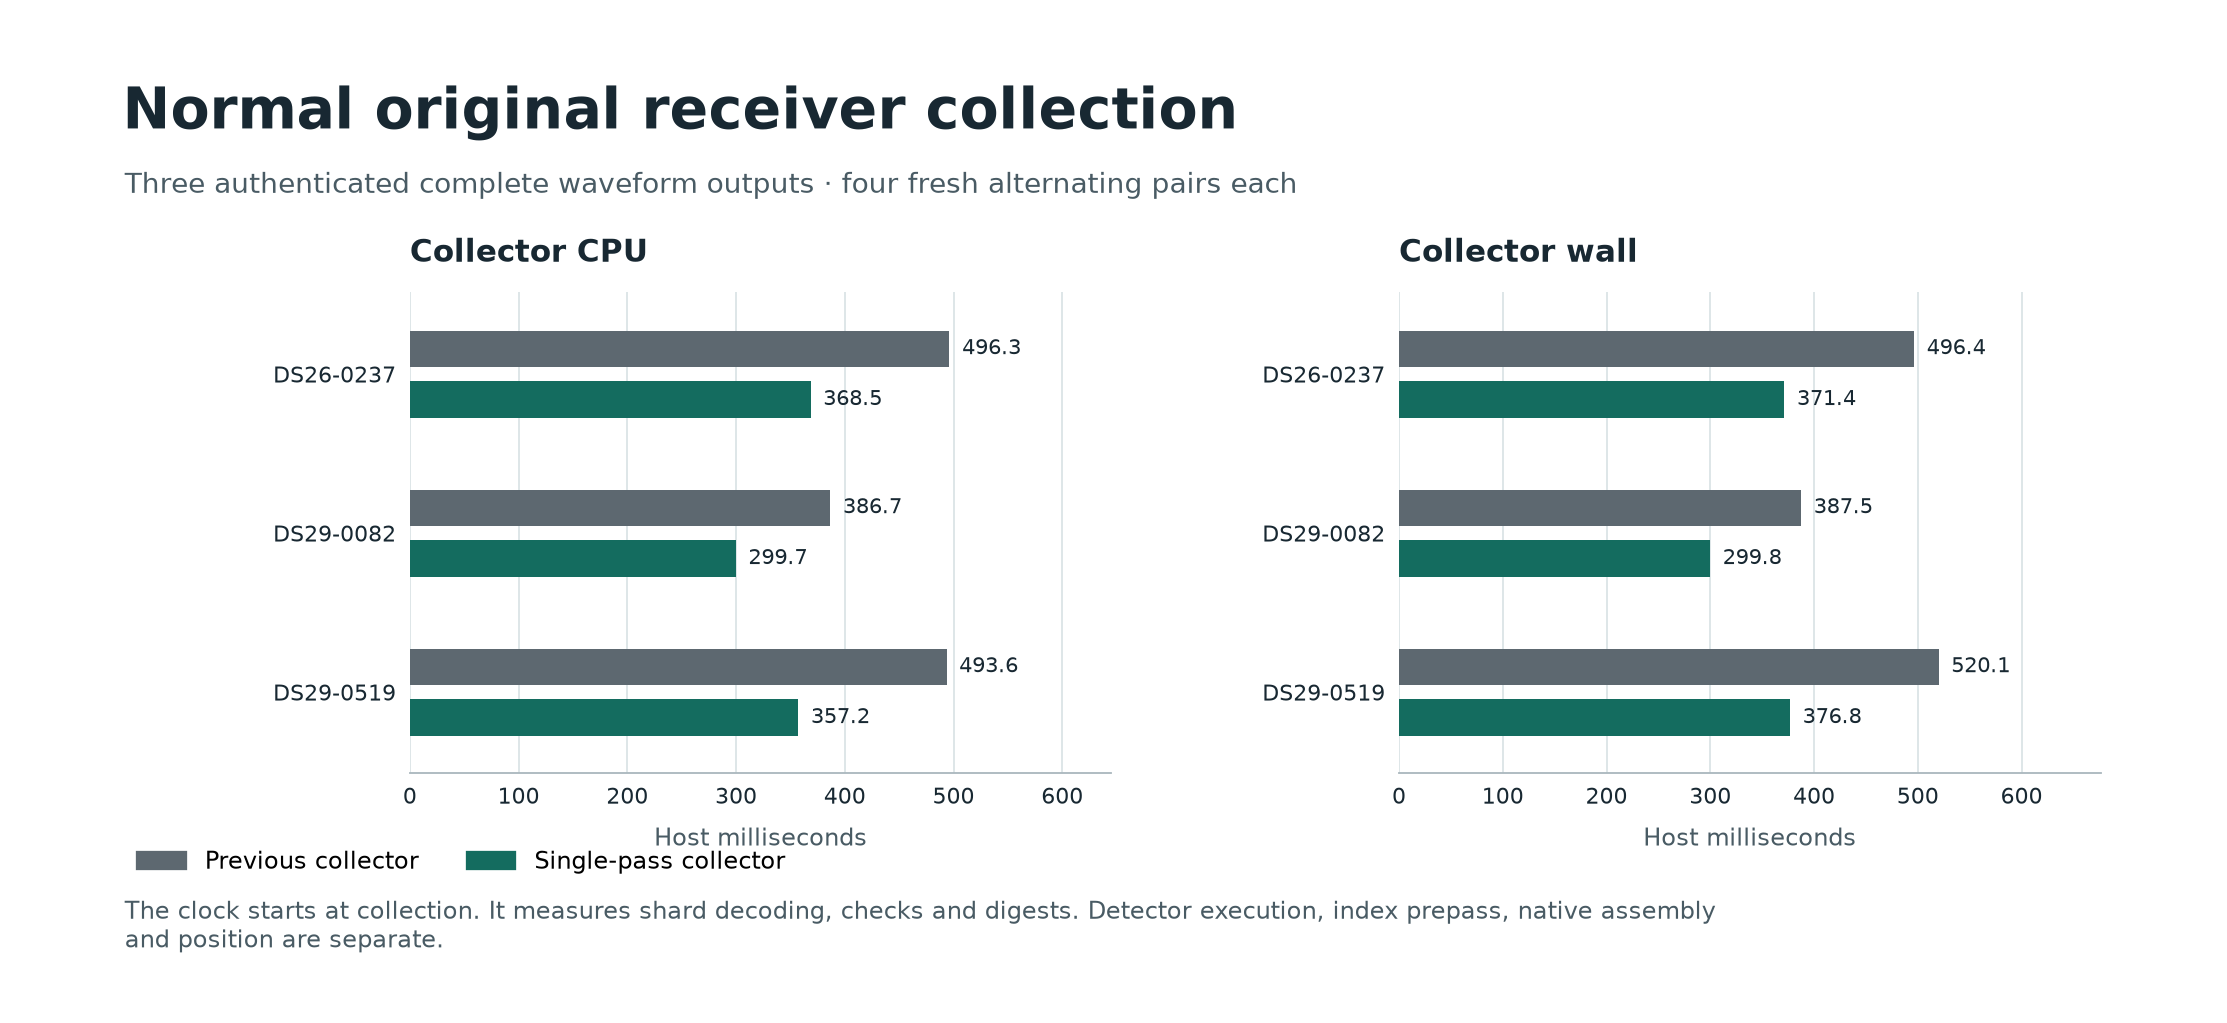 Normal original receiver collection
Three authenticated complete waveform outputs · four fresh alternating pairs each
Collector CPU
DS26-0237
496.3
368.5
DS29-0082
386.7
299.7
DS29-0519
493.6
357.2
0 100 200 300 400 500 600
Host milliseconds
Collector wall
DS26-0237
496.4
371.4
DS29-0082
387.5
299.8
DS29-0519
520.1
376.8
0 100 200 300 400 500 600
Host milliseconds
Previous collector Single-pass collector
The clock starts at collection. It measures shard decoding, checks and digests. Detector execution, index prepass, native assembly
and position are separate.